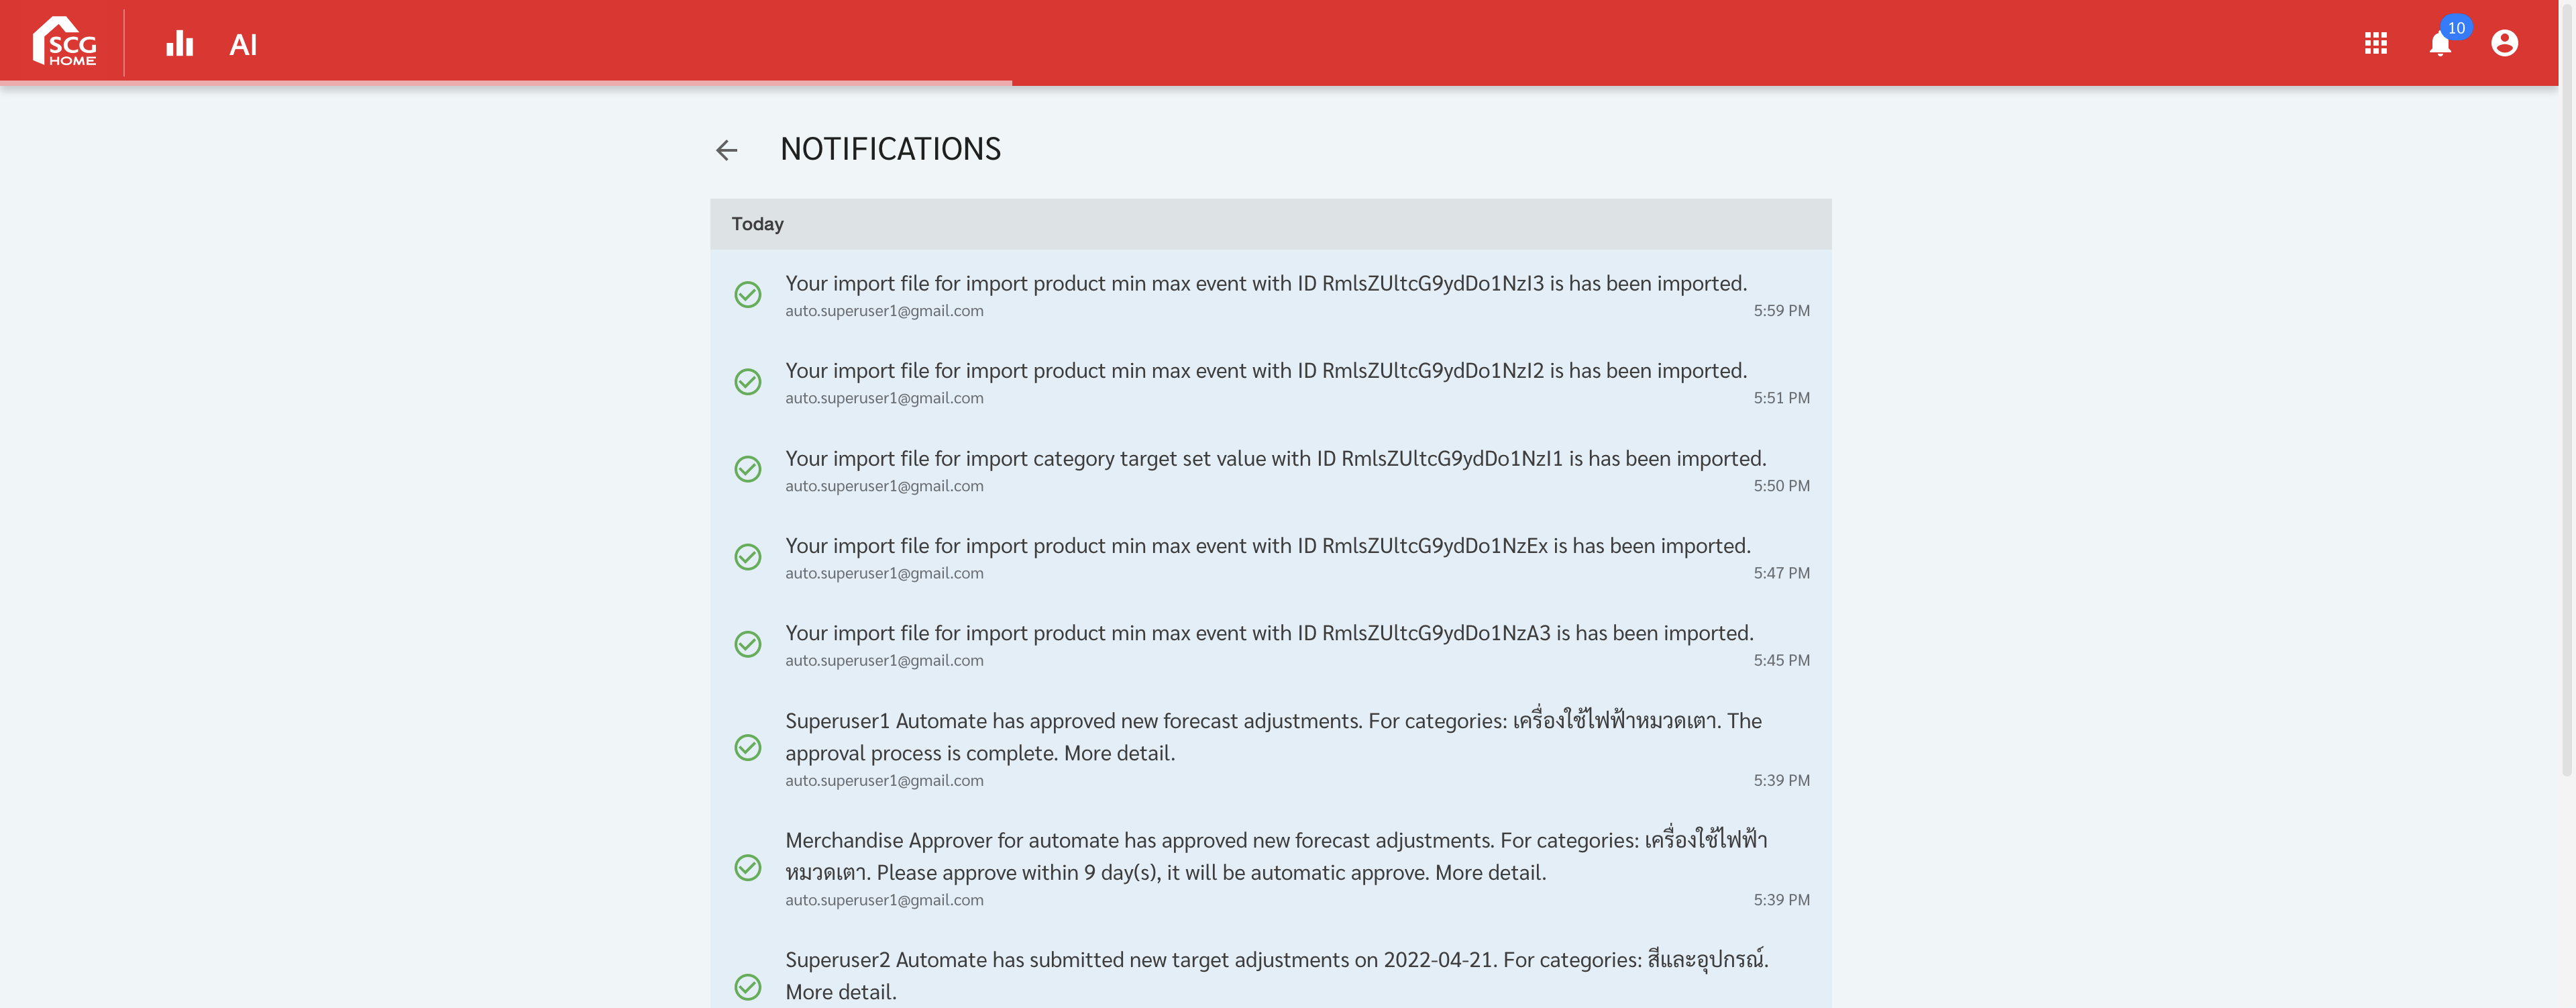 SCG
HOME
AI
10
NOTIFICATIONS
Today
Your import file for import product min max event with ID RmlsZUltcG9ydDo1NzI3 is has been imported.
auto.superuser1@gmail.com 5:59 PM
Your import file for import product min max event with ID RmlsZUltcG9ydDo1NzI2 is has been imported.
auto.superuser1@gmail.com 5:51 PM
Your import file for import category target set value with ID RmlsZUltcG9ydDo1NzI1 is has been imported.
auto.superuser1@gmail.com 5:50 PM
Your import file for import product min max event with ID RmlsZUltcG9ydDo1NzEx is has been imported.
auto.superuser1@gmail.com 5:47 PM
Your import file for import product min max event with ID RmlsZUltcG9ydDo1NzA3 is has been imported.
auto.superuser1@gmail.com 5:45 PM
Superuser1 Automate has approved new forecast adjustments. For categories: เครื่องใช้ไฟฟ้าหมวดเตา. The
approval process is complete. More detail.
auto.superuser1@gmail.com 5:39 PM
Merchandise Approver for automate has approved new forecast adjustments. For categories: เครื่องใช้ไฟฟ้า
หมวดเตา. Please approve within 9 day(s), it will be automatic approve. More detail.
auto.superuser1@gmail.com 5:39 PM
Superuser2 Automate has submitted new target adjustments on 2022-04-21. For categories: สีและอุปกรณ์.
More detail.